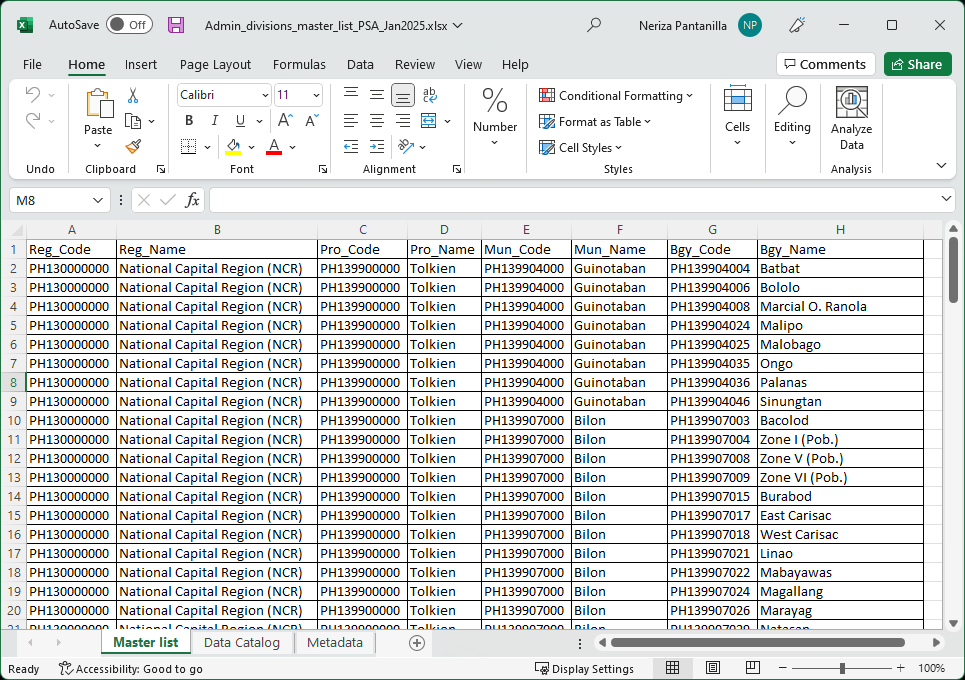 AutoSave Off Admin_divisions_master_list_PSA_Jan2025.xlsx Neriza Pantanilla NP
File Home Insert Page Layout Formulas Data Review View Help Comments Share
Calibri 11 ab Conditional Formatting
Paste B I U A A Number Format as Table Cells Editing Analyze Data
A Cell Styles
Undo Clipboard Font Alignment Styles Analysis
M8 fx
A B C D E F G H
1 Reg_Code Reg_Name Pro_Code Pro_Name Mun_Code Mun_Name Bgy_Code Bgy_Name
2 PH130000000 National Capital Region (NCR) PH139900000 Tolkien PH139904000 Guinotaban PH139904004 Batbat
3 PH130000000 National Capital Region (NCR) PH139900000 Tolkien PH139904000 Guinotaban PH139904006 Bololo
4 PH130000000 National Capital Region (NCR) PH139900000 Tolkien PH139904000 Guinotaban PH139904008 Marcial O. Ranola
5 PH130000000 National Capital Region (NCR) PH139900000 Tolkien PH139904000 Guinotaban PH139904024 Malipo
6 PH130000000 National Capital Region (NCR) PH139900000 Tolkien PH139904000 Guinotaban PH139904025 Malobago
7 PH130000000 National Capital Region (NCR) PH139900000 Tolkien PH139904000 Guinotaban PH139904035 Ongo
8 PH130000000 National Capital Region (NCR) PH139900000 Tolkien PH139904000 Guinotaban PH139904036 Palanas
9 PH130000000 National Capital Region (NCR) PH139900000 Tolkien PH139904000 Guinotaban PH139904046 Sinungtan
10 PH130000000 National Capital Region (NCR) PH139900000 Tolkien PH139907000 Bilon PH139907003 Bacolod
11 PH130000000 National Capital Region (NCR) PH139900000 Tolkien PH139907000 Bilon PH139907004 Zone I (Pob.)
12 PH130000000 National Capital Region (NCR) PH139900000 Tolkien PH139907000 Bilon PH139907008 Zone V (Pob.)
13 PH130000000 National Capital Region (NCR) PH139900000 Tolkien PH139907000 Bilon PH139907009 Zone VI (Pob.)
14 PH130000000 National Capital Region (NCR) PH139900000 Tolkien PH139907000 Bilon PH139907015 Burabod
15 PH130000000 National Capital Region (NCR) PH139900000 Tolkien PH139907000 Bilon PH139907017 East Carisac
16 PH130000000 National Capital Region (NCR) PH139900000 Tolkien PH139907000 Bilon PH139907018 West Carisac
17 PH130000000 National Capital Region (NCR) PH139900000 Tolkien PH139907000 Bilon PH139907021 Linao
18 PH130000000 National Capital Region (NCR) PH139900000 Tolkien PH139907000 Bilon PH139907022 Mabayawas
19 PH130000000 National Capital Region (NCR) PH139900000 Tolkien PH139907000 Bilon PH139907024 Magallang
20 PH130000000 National Capital Region (NCR) PH139900000 Tolkien PH139907000 Bilon PH139907026 Marayag
21 PH130000000 National Capital Region (NCR) PH139900000 Tolkien PH139907000 Bilon PH139907029 Natasan
Master list Data Catalog Metadata
Ready Accessibility: Good to go Display Settings 100%